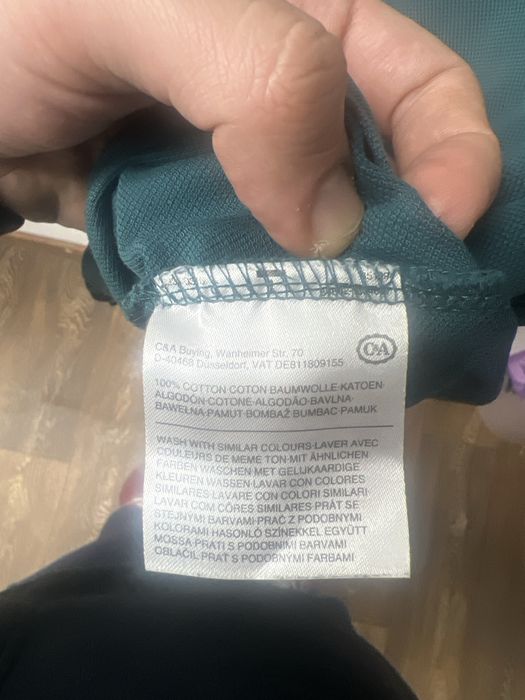 C&A Buying, Wanheimer Str. 70
D-40468 Düsseldorf, VAT DE811809155
C&A
100% COTTON·COTON·BAUMWOLLE·KATOEN·
ALGODÓN·COTONE·ALGODÃO·BAVLNA·
BAWEŁNA·PAMUT·BOMBAŽ·BUMBAC·PAMUK
WASH WITH SIMILAR COLOURS·LAVER AVEC
COULEURS DE MEME TON·MIT ÄHNLICHEN
FARBEN WASCHEN·MET GELIJKAARDIGE
KLEUREN WASSEN·LAVAR CON COLORES
SIMILARES·LAVARE CON COLORI SIMILARI
LAVAR COM CÔRES SIMILARES·PRÁT SE
STEJNÝMI BARVAMI·PRAĆ Z PODOBNYMI
KOLORAMI·HASONLÓ SZÍNEKKEL EGYÜTT
MOSSA·PRATI S PODOBNIMI BARVAMI
OBLAČIL PRAT S PODOBNÝMI FARBAMI